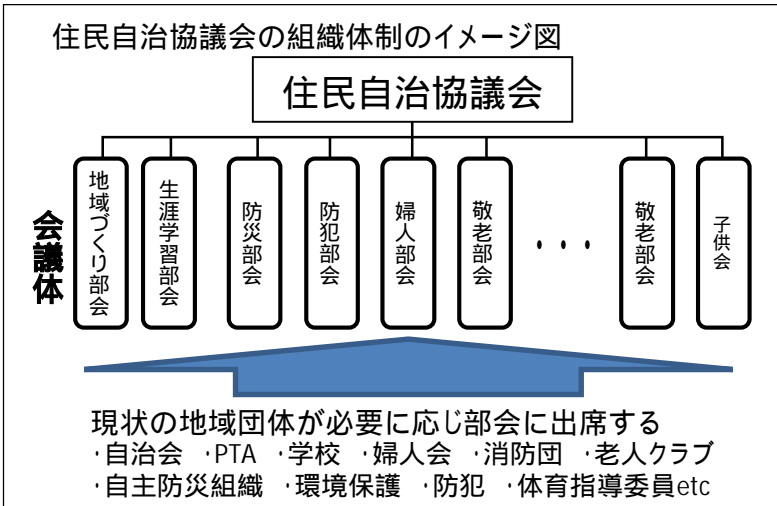 住民自治協議会の組織体制のイメージ図
住民自治協議会
会議体
地域づくり部会
生涯学習部会
防災部会
防犯部会
婦人部会
敬老部会
・・・
敬老部会
子供会
現状の地域団体が必要に応じ部会に出席する
・自治会 ・PTA ・学校 ・婦人会 ・消防団 ・老人クラブ
・自主防災組織 ・環境保護 ・防犯 ・体育指導委員etc